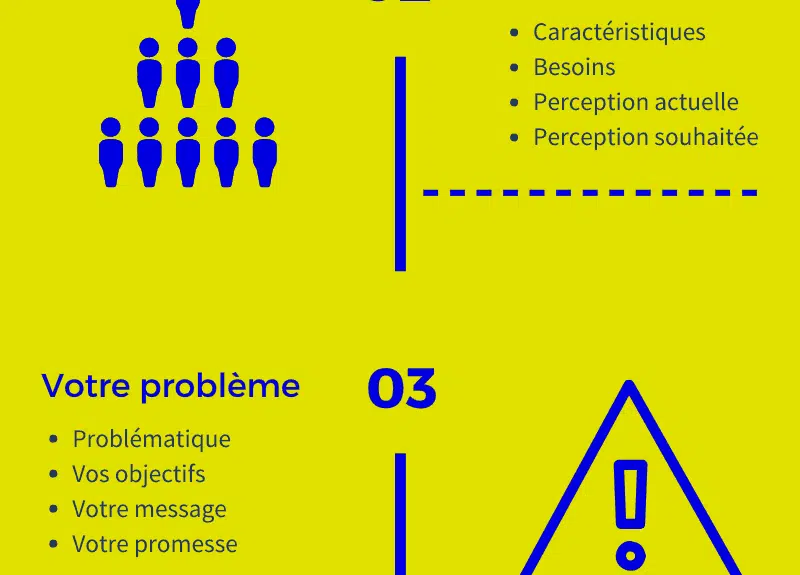 Caractéristiques
Besoins
Perception actuelle
Perception souhaitée
Votre problème
03
Problématique
Vos objectifs
Votre message
Votre promesse